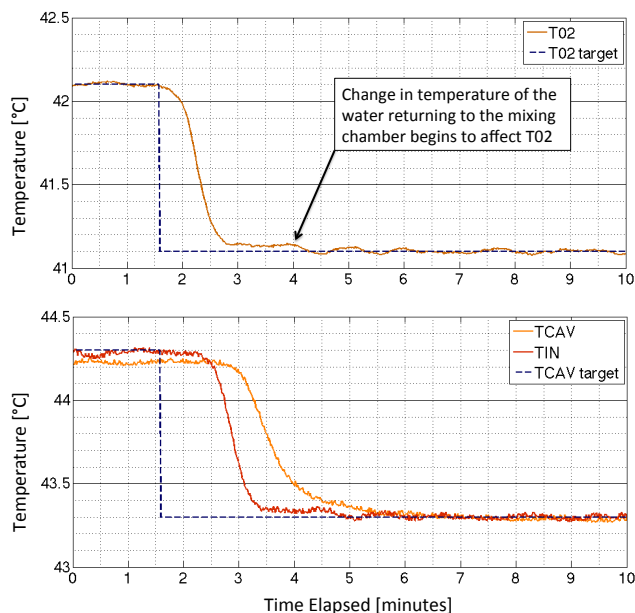 42.5
T02
T02 target
42
41.5
41
Temperature [°C]
Change in temperature of the
water returning to the mixing
chamber begins to affect T02
0 1 2 3 4 5 6 7 8 9 10
44.5
TCAV
TIN
TCAV target
44
43.5
43
Temperature [°C]
0 1 2 3 4 5 6 7 8 9 10
Time Elapsed [minutes]